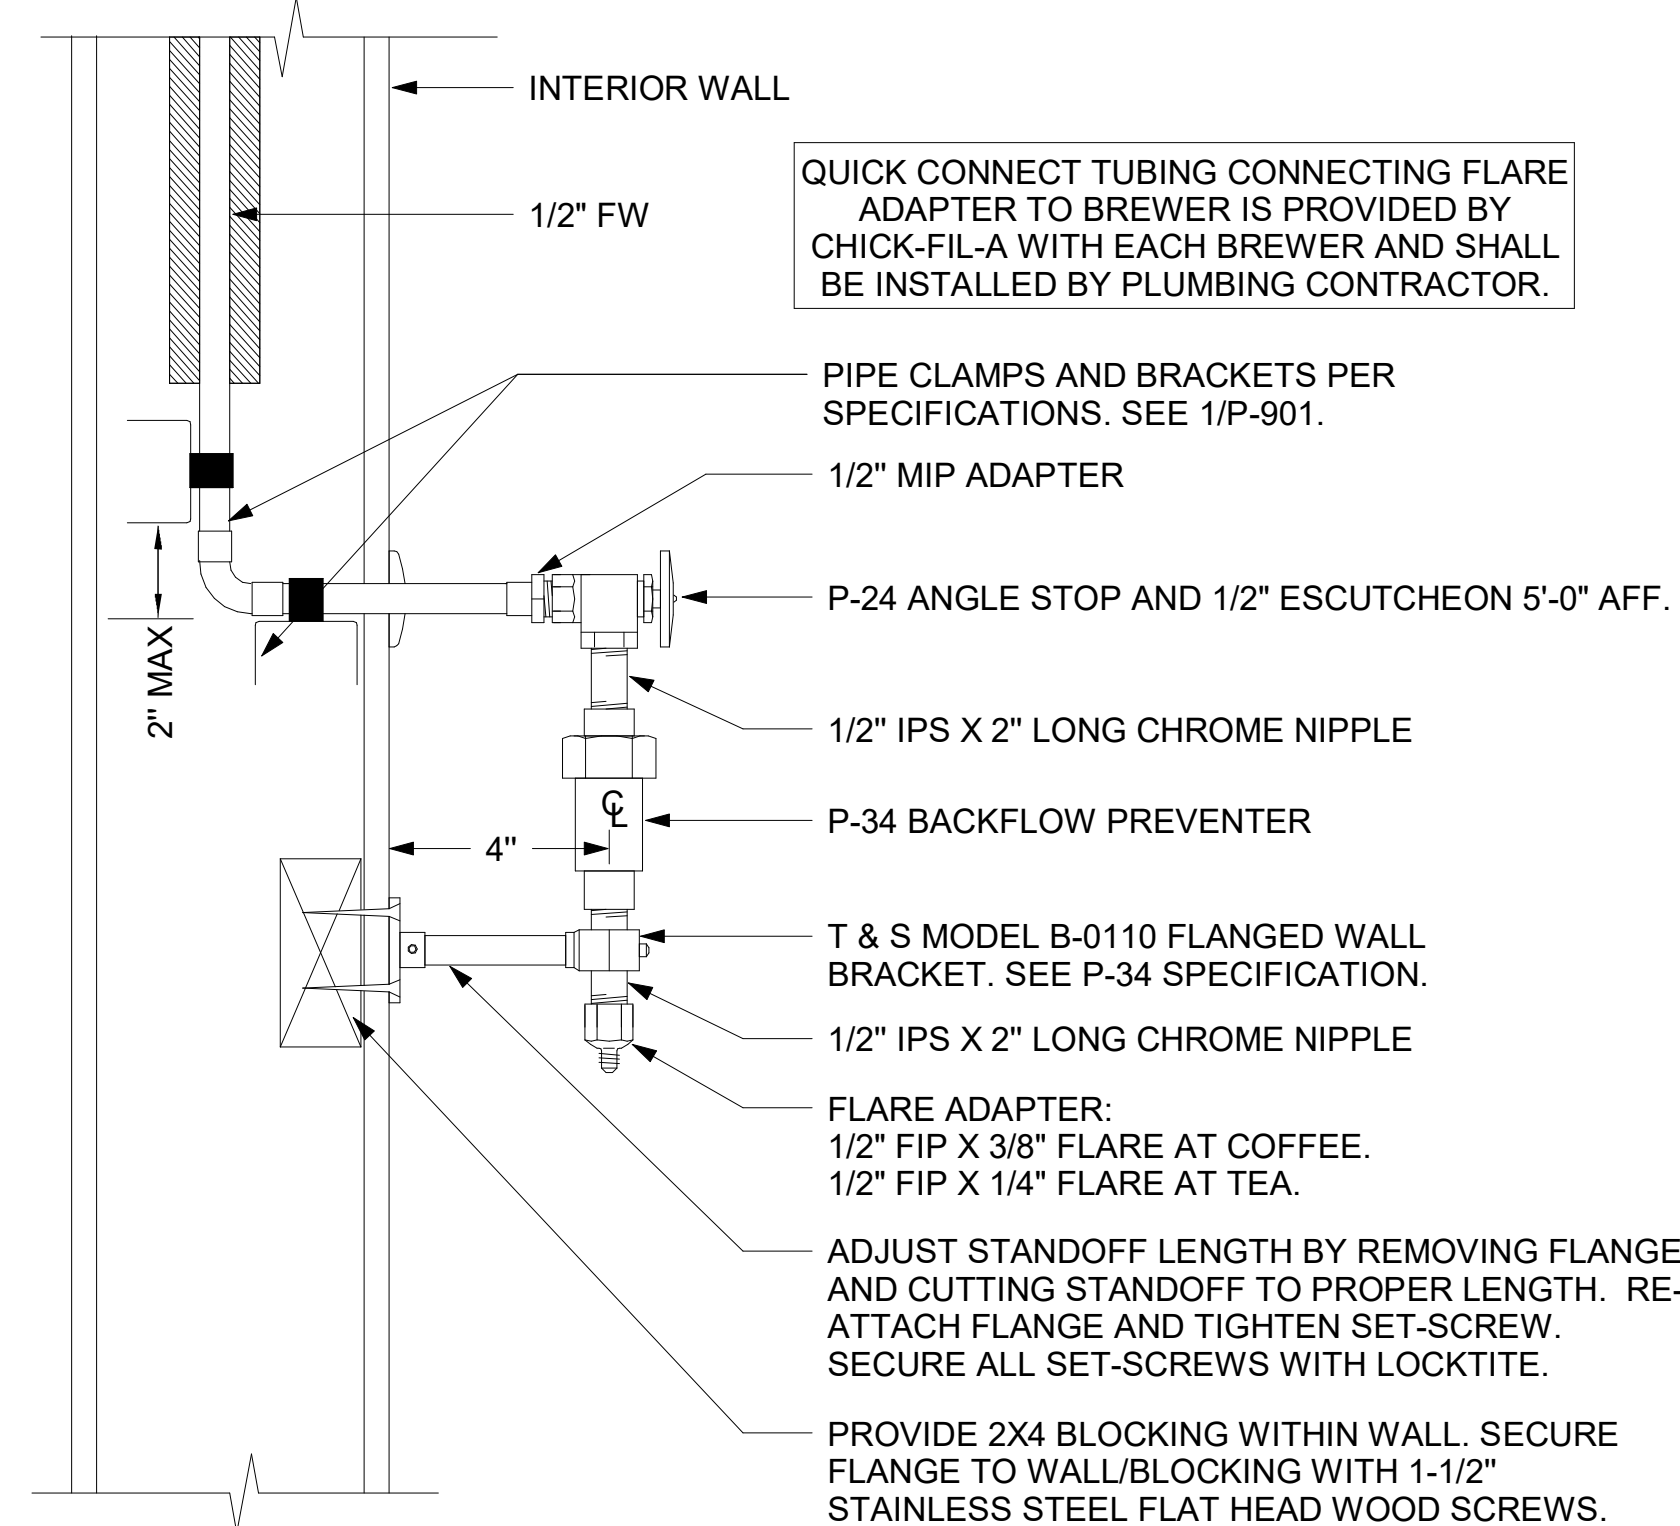 INTERIOR WALL
1/2" FW
QUICK CONNECT TUBING CONNECTING FLARE
ADAPTER TO BREWER IS PROVIDED BY
CHICK-FIL-A WITH EACH BREWER AND SHALL
BE INSTALLED BY PLUMBING CONTRACTOR.
PIPE CLAMPS AND BRACKETS PER
SPECIFICATIONS. SEE 1/P-901.
1/2" MIP ADAPTER
P-24 ANGLE STOP AND 1/2" ESCUTCHEON 5'-0" AFF.
2" MAX
1/2" IPS X 2" LONG CHROME NIPPLE
℄
P-34 BACKFLOW PREVENTER
4"
T & S MODEL B-0110 FLANGED WALL
BRACKET. SEE P-34 SPECIFICATION.
1/2" IPS X 2" LONG CHROME NIPPLE
FLARE ADAPTER:
1/2" FIP X 3/8" FLARE AT COFFEE.
1/2" FIP X 1/4" FLARE AT TEA.
ADJUST STANDOFF LENGTH BY REMOVING FLANGE
AND CUTTING STANDOFF TO PROPER LENGTH. RE-
ATTACH FLANGE AND TIGHTEN SET-SCREW.
SECURE ALL SET-SCREWS WITH LOCKTITE.
PROVIDE 2X4 BLOCKING WITHIN WALL. SECURE
FLANGE TO WALL/BLOCKING WITH 1-1/2"
STAINLESS STEEL FLAT HEAD WOOD SCREWS.